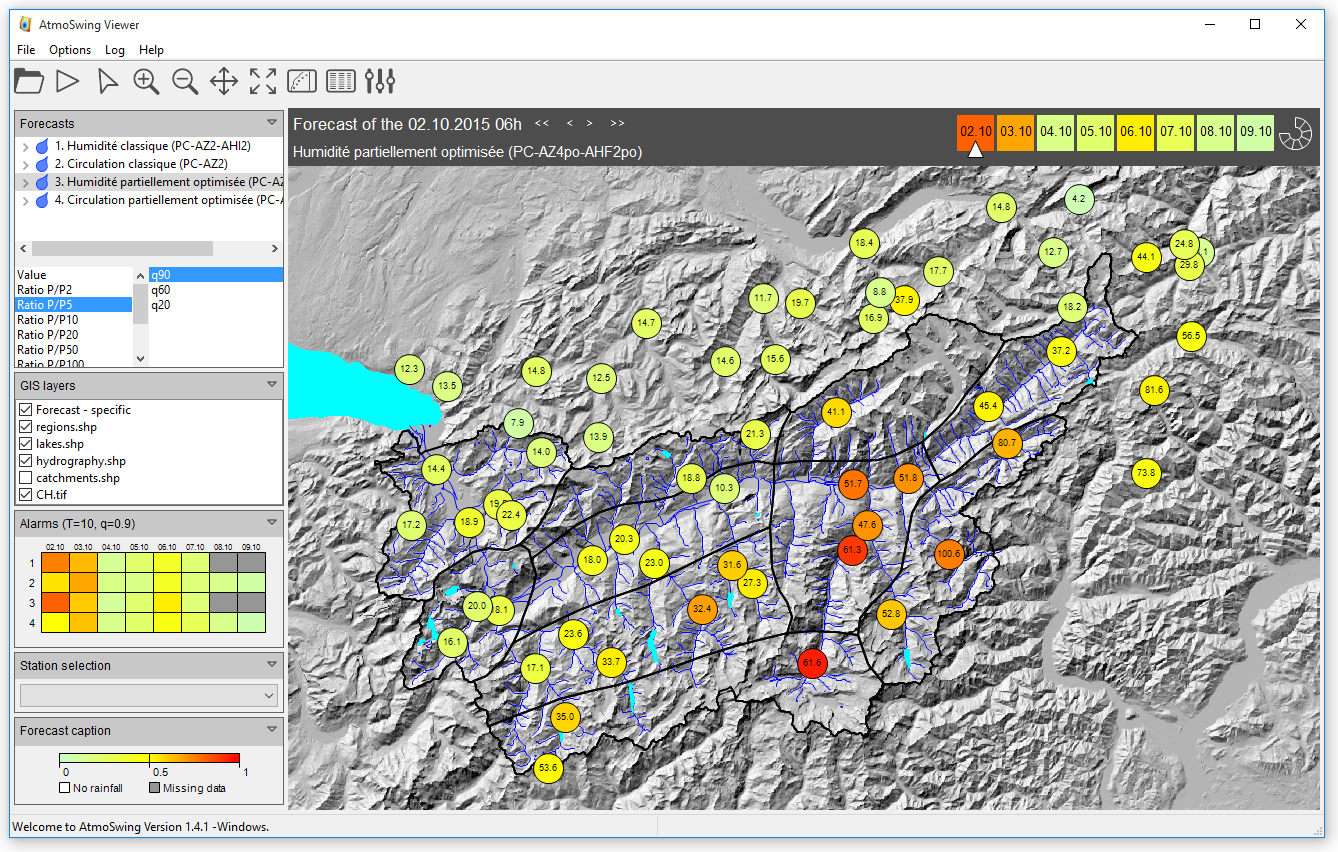 AtmoSwing Viewer
File Options Log Help
Forecasts
1. Humidité classique (PC-AZ2-AHI2)
2. Circulation classique (PC-AZ2)
3. Humidité partiellement optimisée (PC-AZ
4. Circulation partiellement optimisée (PC-A
Value
Ratio P/P2
Ratio P/P5
Ratio P/P10
Ratio P/P20
Ratio P/P50
Ratio P/P100
q90
q60
q20
GIS layers
Forecast - specific
regions.shp
lakes.shp
hydrography.shp
catchments.shp
CH.tif
Alarms (T=10, q=0.9)
02.10 03.10 04.10 05.10 06.10 07.10 08.10 09.10
1
2
3
4
Station selection
Forecast caption
0 0.5 1
No rainfall Missing data
Welcome to AtmoSwing Version 1.4.1 -Windows.
Forecast of the 02.10.2015 06h << < > >>
Humidité partiellement optimisée (PC-AZ4po-AHF2po)
02.10 03.10 04.10 05.10 06.10 07.10 08.10 09.10
4.2
14.8
18.4
12.7
24.8
44.1
29.8
17.7
8.8
37.9
11.7
19.7
18.2
16.9
14.7
56.5
37.2
14.6
15.6
12.3
14.8
12.5
13.5
81.6
45.4
41.1
7.9
21.3
13.9
80.7
14.0
14.4
73.8
18.8
51.8
51.7
10.3
22.4
18.9
17.2
47.6
20.3
61.3
100.6
18.0
23.0
31.6
27.3
20.0
8.1
32.4
52.8
23.6
16.1
33.7
61.6
17.1
35.0
53.6